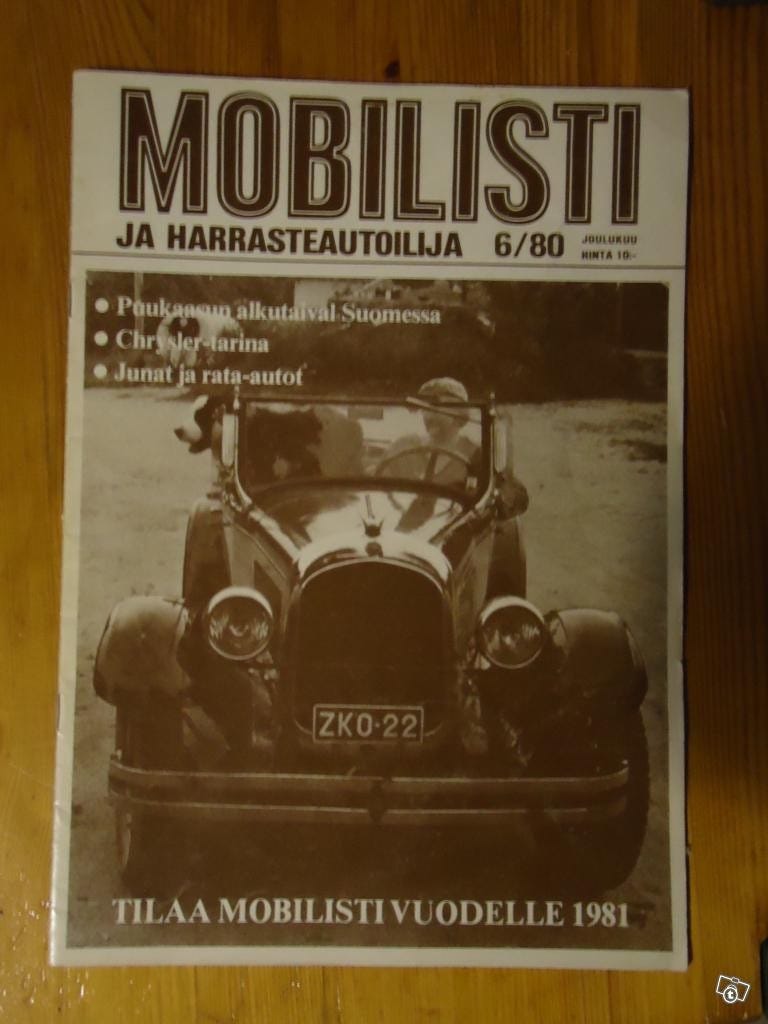 MOBILISTI
JA HARRASTEAUTOILIJA 6/80 JOULUKUU
HINTA 10:-
• Puukaasun alkutaival Suomessa
• Chrysler-tarina
• Junat ja rata-autot
ZKO-22
TILAA MOBILISTI VUODELLE 1981